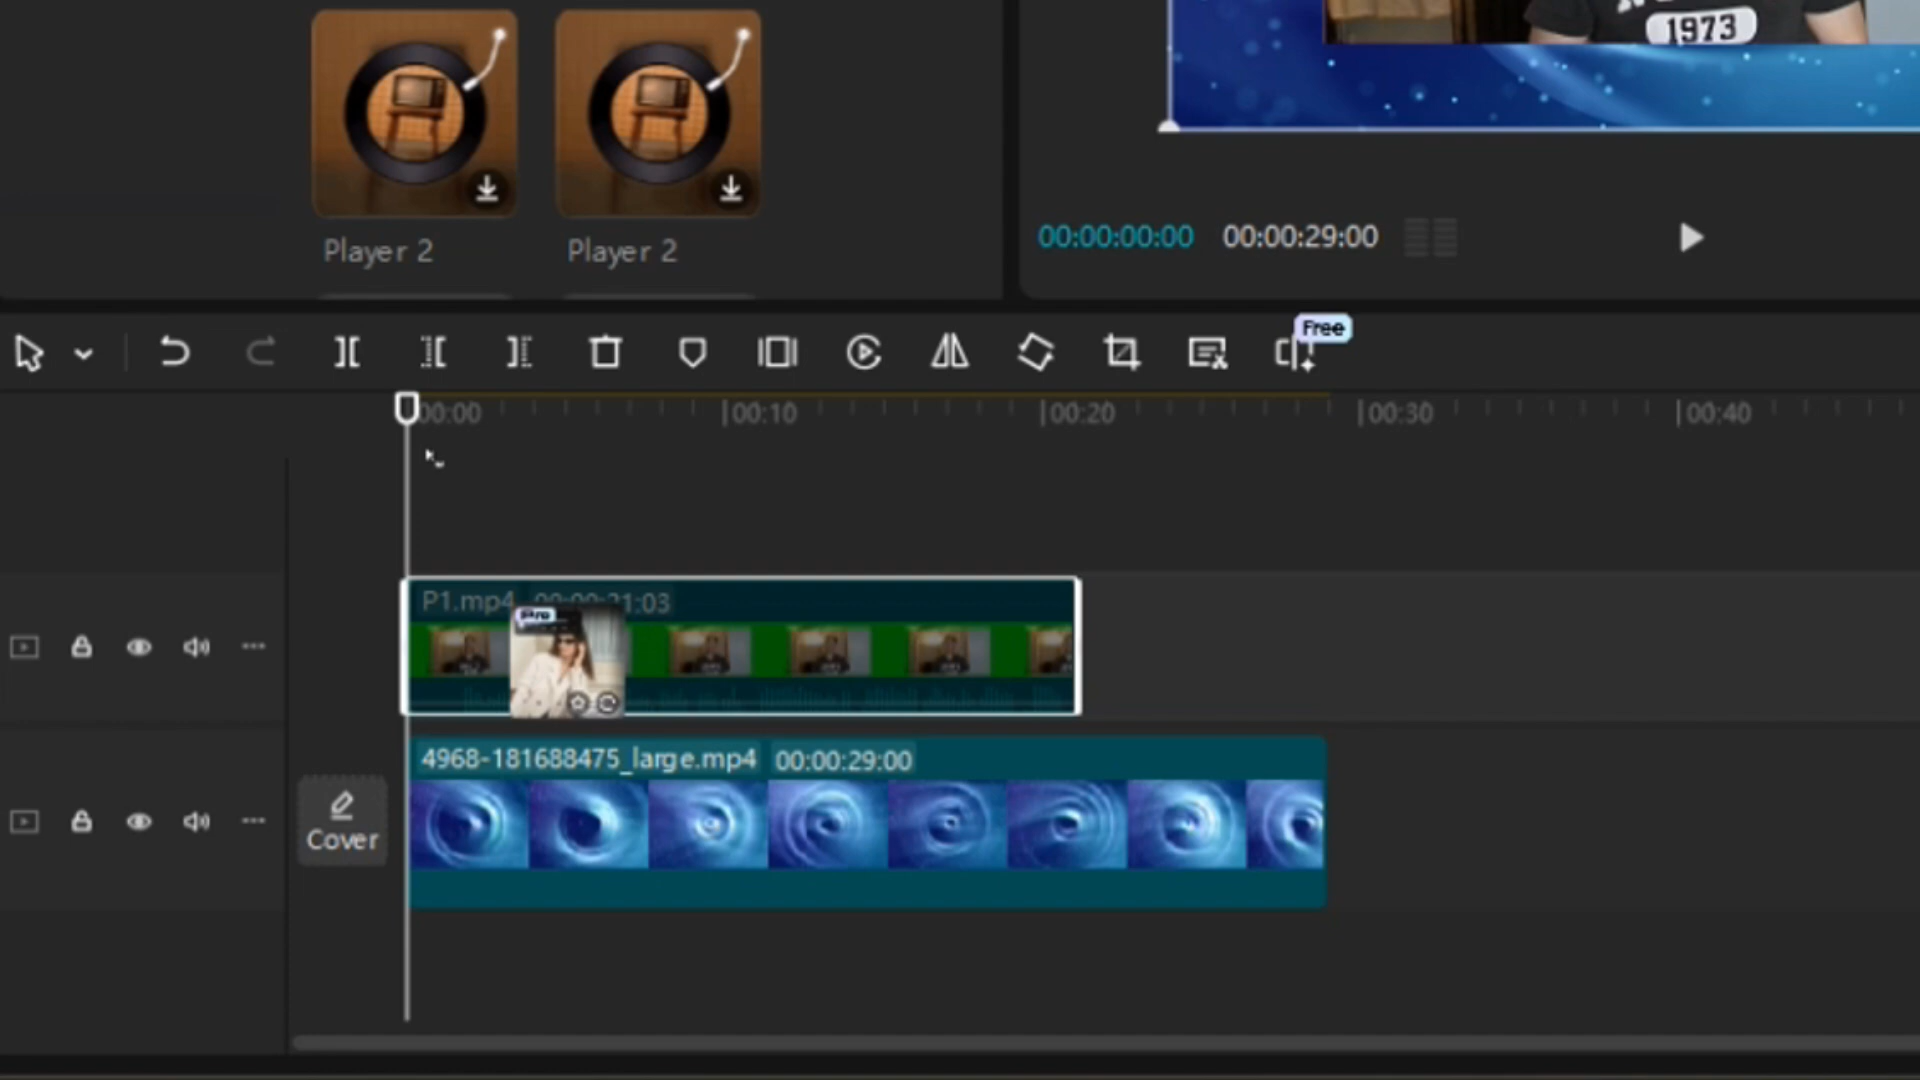 1973
Player 2
Player 2
00:00:00:00
00:00:29:00
Free
00:00
00:10
00:20
00:30
00:40
P1.mp4
Pro
4968-181688475_large.mp4
00:00:29:00
Cover